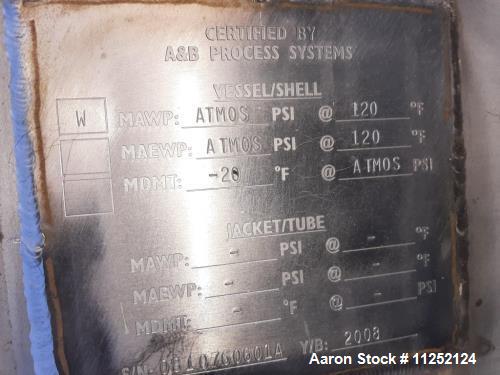 CERTIFIED BY
A&B PROCESS SYSTEMS
VESSEL/SHELL
W MAWP: ATMOS PSI @ 120 °F
MAEWP: ATMOS PSI @ 120 °F
MDMT: -20 °F @ ATMOS PSI
JACKET/TUBE
MAWP: - PSI @ - °F
MAEWP: - PSI @ - °F
MDMT: - °F @ - PSI
S/N. Y/B: 2008
Aaron Stock # 11252124